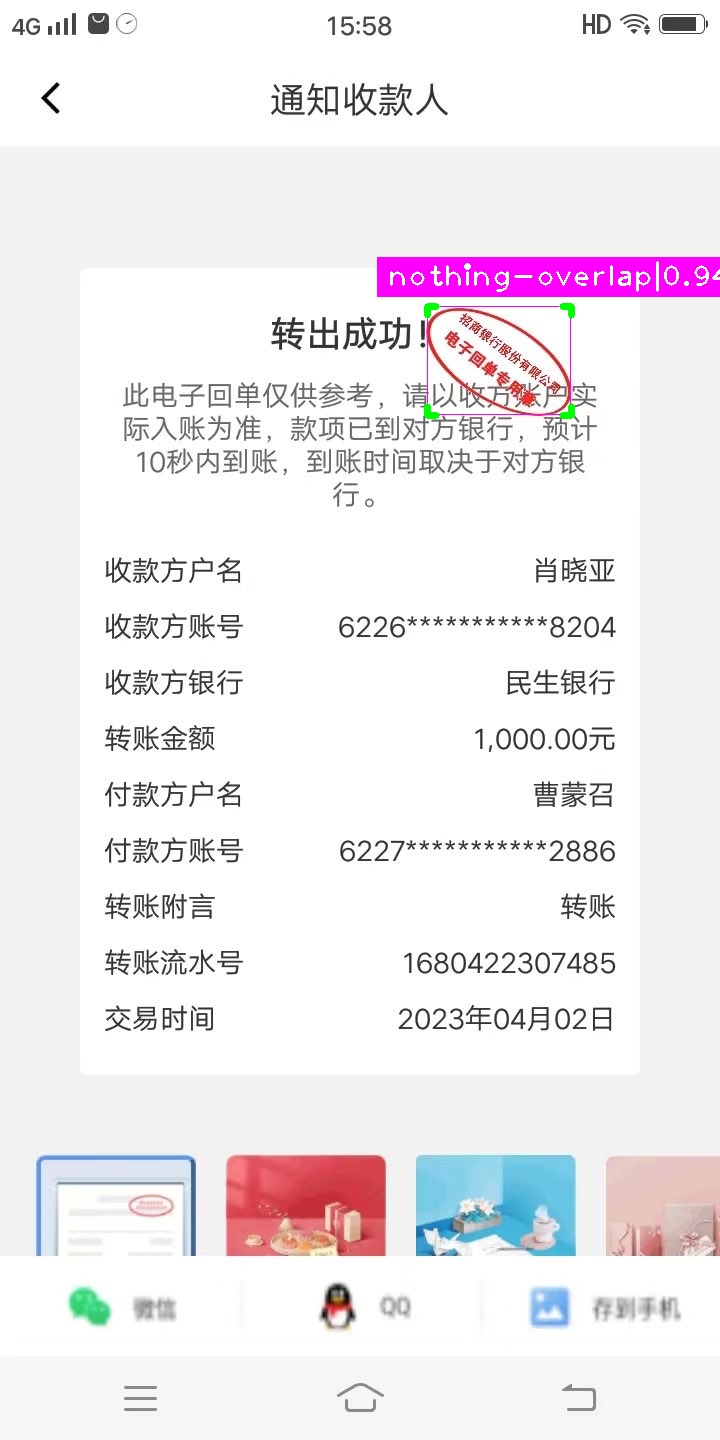 4G 15:58 HD
通知收款人
nothing-overlap|0.94
转出成功！
招商银行股份有限公司
电子回单专用章
此电子回单仅供参考，请以收方账户实
际入账为准，款项已到对方银行，预计
10秒内到账，到账时间取决于对方银
行。
收款方户名 肖晓亚
收款方账号 6226***********8204
收款方银行 民生银行
转账金额 1,000.00元
付款方户名 曹蒙召
付款方账号 6227***********2886
转账附言 转账
转账流水号 1680422307485
交易时间 2023年04月02日
微信 QQ 存到手机